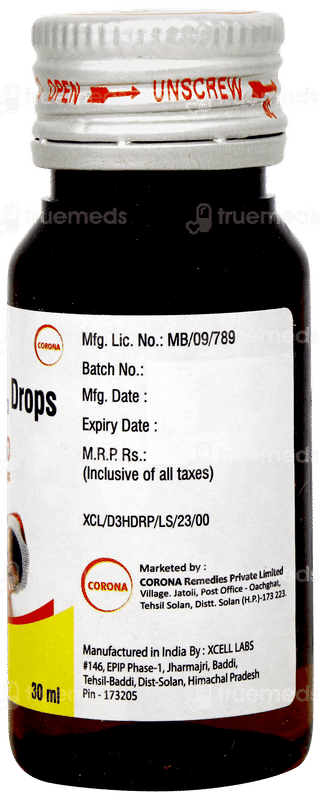 OPEN UNSCREW
CORONA
Drops
Mfg. Lic. No.: MB/09/789
Batch No.:
Mfg. Date :
Expiry Date :
M.R.P. Rs.:
(Inclusive of all taxes)
XCL/D3HDRP/LS/23/00
CORONA
Marketed by :
CORONA Remedies Private Limited
Village. Jatoli, Post Office - Oachghat,
Tehsil Solan, Distt. Solan (H.P.)-173 223.
Manufactured in India By : XCELL LABS
#146, EPIP Phase-1, Jharmajri, Baddi,
Tehsil-Baddi, Dist-Solan, Himachal Pradesh
Pin - 173205
30 ml
truemeds
truemeds